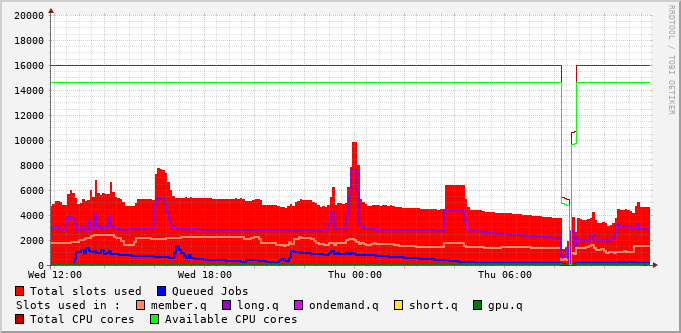 20000
18000
16000
14000
12000
10000
8000
6000
4000
2000
0
Wed 12:00 Wed 18:00 Thu 00:00 Thu 06:00
Total slots used Queued Jobs
Slots used in : member.q long.q ondemand.q short.q gpu.q
Total CPU cores Available CPU cores
RRDTOOL / TOBI OETIKER